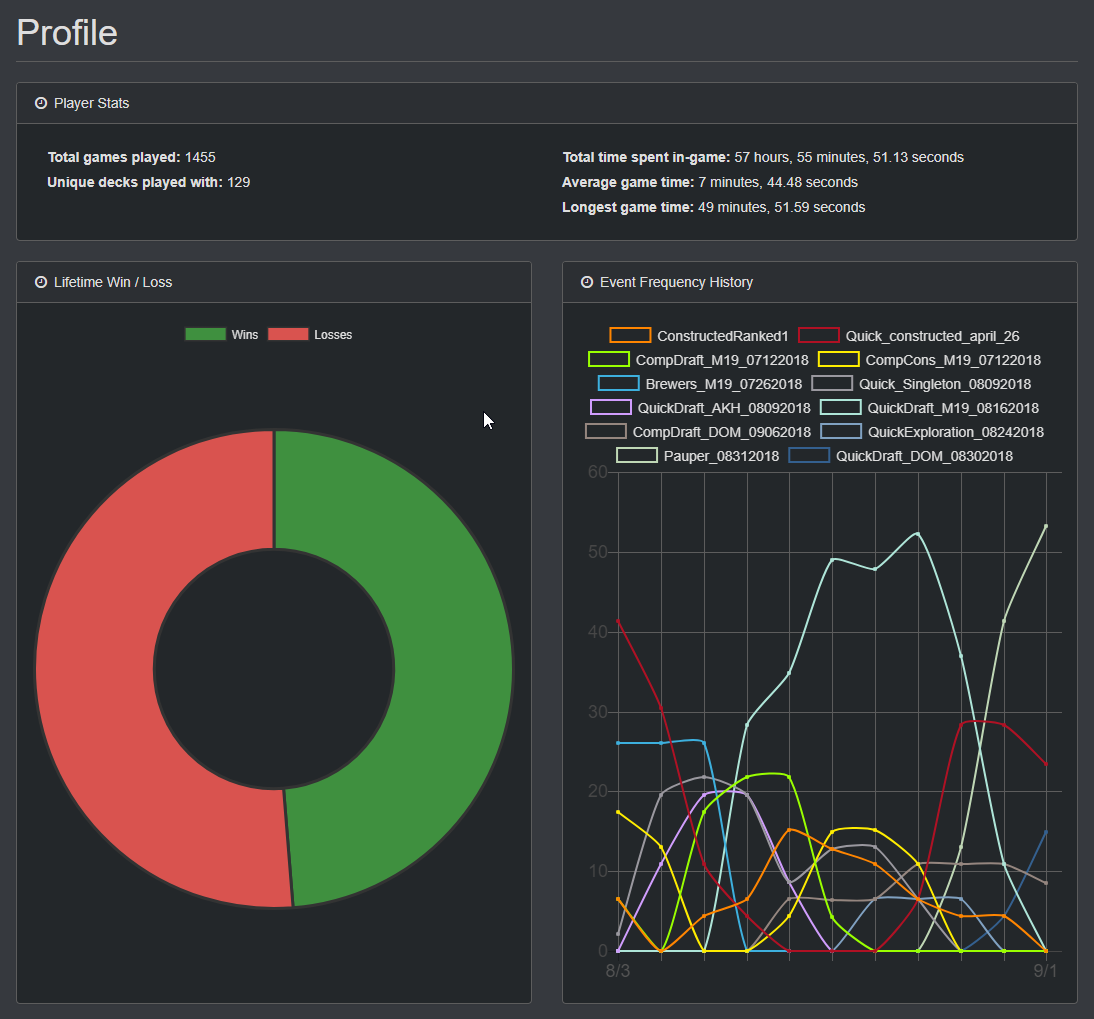 Profile
Player Stats
Total games played: 1455
Unique decks played with: 129
Total time spent in-game: 57 hours, 55 minutes, 51.13 seconds
Average game time: 7 minutes, 44.48 seconds
Longest game time: 49 minutes, 51.59 seconds
Lifetime Win / Loss
Wins Losses
Event Frequency History
ConstructedRanked1 Quick_constructed_april_26
CompDraft_M19_07122018 CompCons_M19_07122018
Brewers_M19_07262018 Quick_Singleton_08092018
QuickDraft_AKH_08092018 QuickDraft_M19_08162018
CompDraft_DOM_09062018 QuickExploration_08242018
Pauper_08312018 QuickDraft_DOM_08302018
60
50
40
30
20
10
0
8/3 9/1